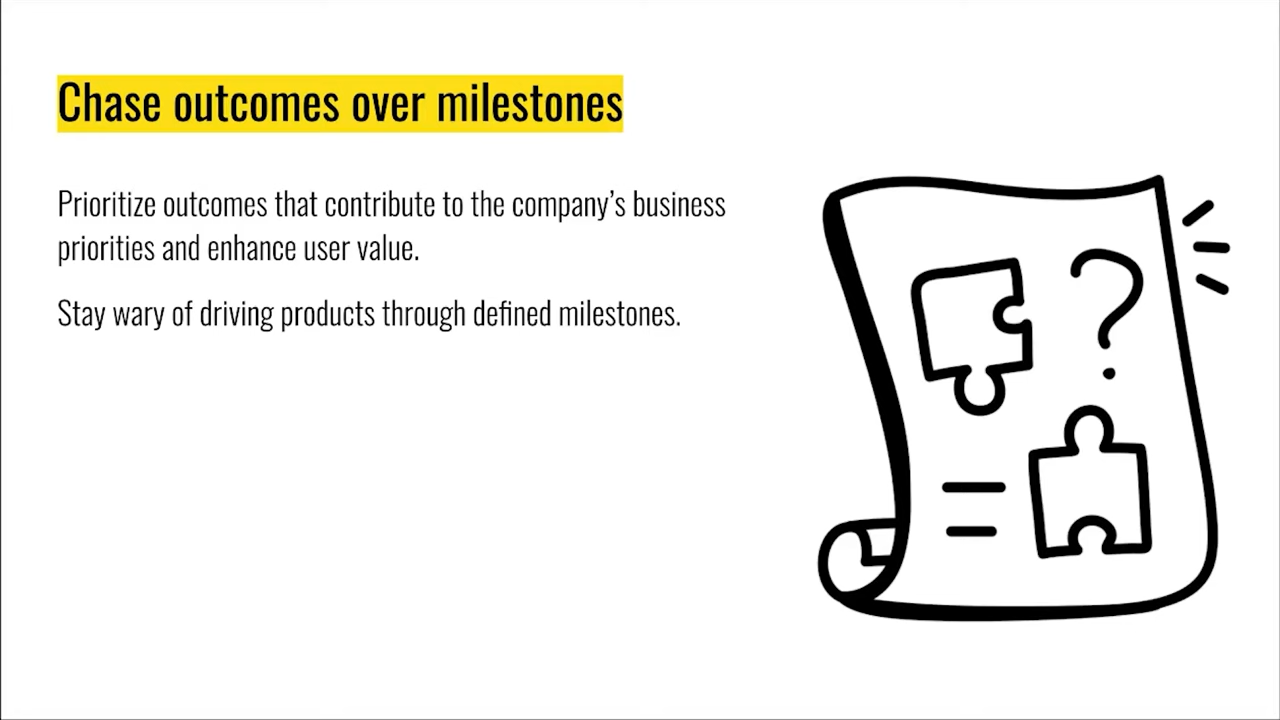 Chase outcomes over milestones
Prioritize outcomes that contribute to the company’s business
priorities and enhance user value.
Stay wary of driving products through defined milestones.
?
=